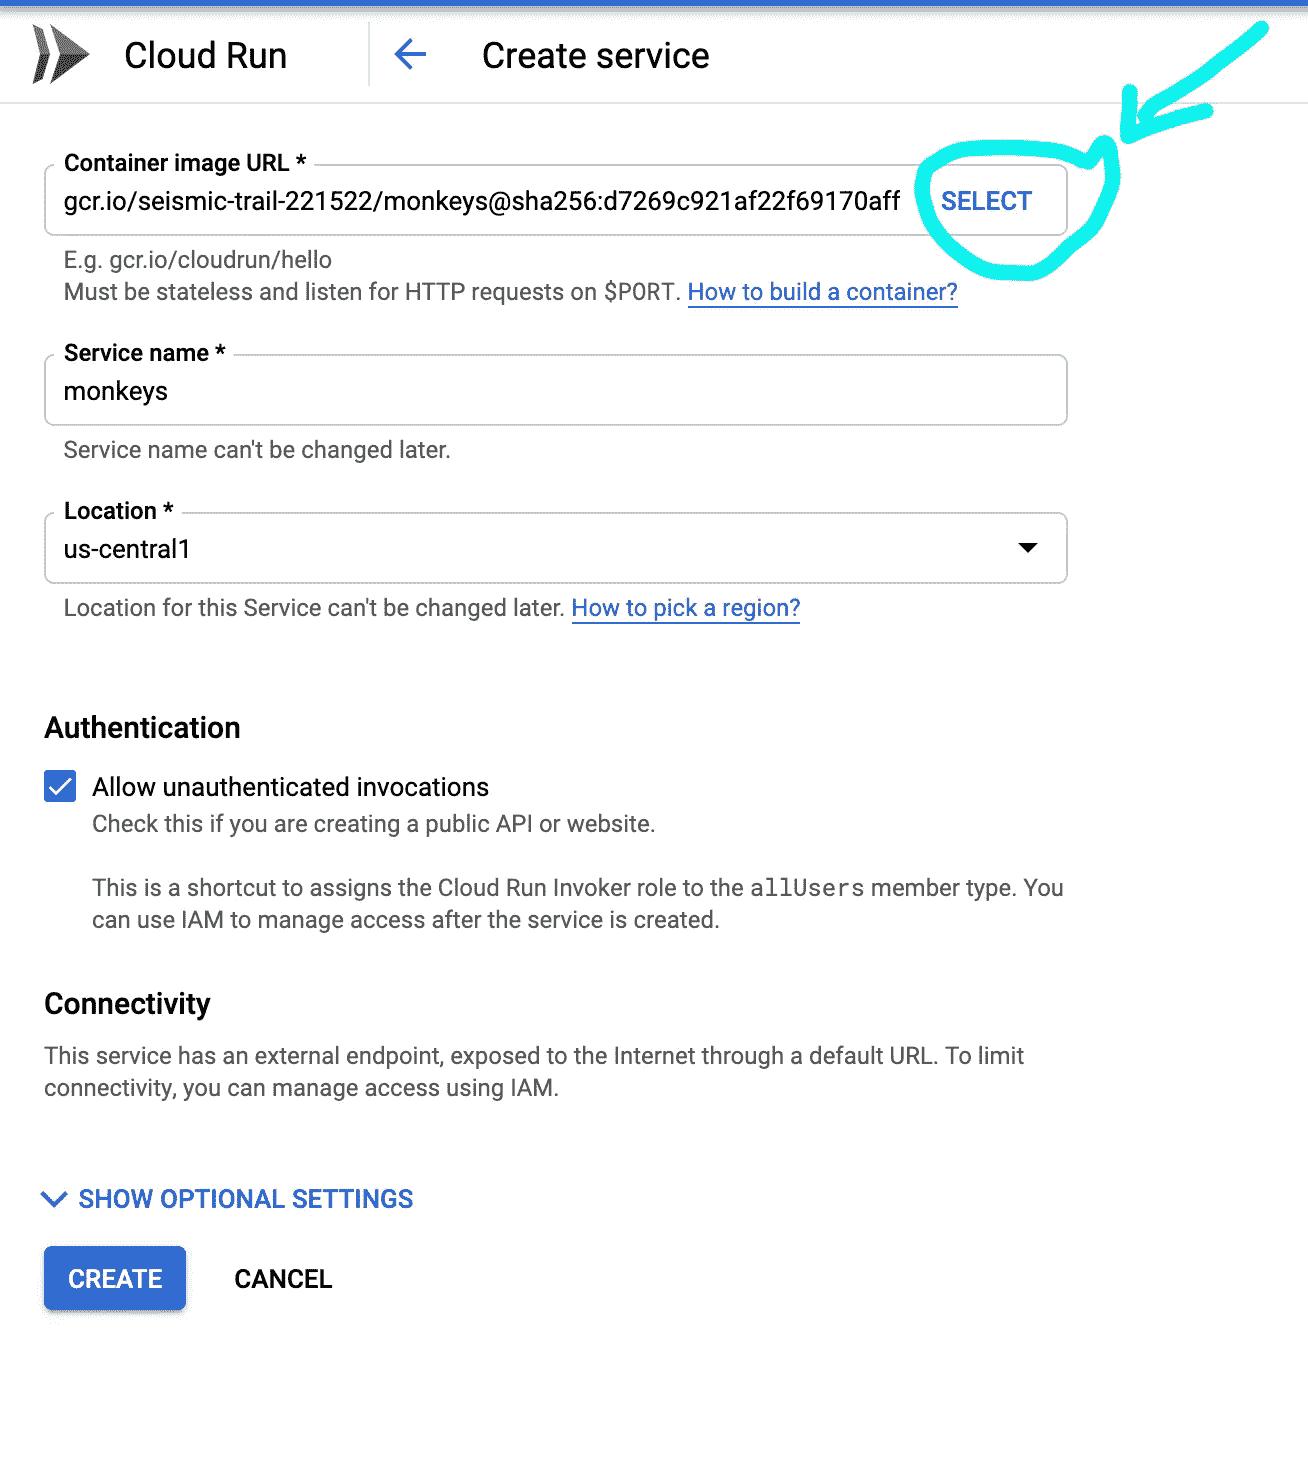 Cloud Run
Create service
Container image URL *
gcr.io/seismic-trail-221522/monkeys@sha256:d7269c921af22f69170aff
SELECT
E.g. gcr.io/cloudrun/hello
Must be stateless and listen for HTTP requests on $PORT. How to build a container?
Service name *
monkeys
Service name can't be changed later.
Location *
us-central1
Location for this Service can't be changed later. How to pick a region?
Authentication
Allow unauthenticated invocations
Check this if you are creating a public API or website.
This is a shortcut to assigns the Cloud Run Invoker role to the allUsers member type. You
can use IAM to manage access after the service is created.
Connectivity
This service has an external endpoint, exposed to the Internet through a default URL. To limit
connectivity, you can manage access using IAM.
SHOW OPTIONAL SETTINGS
CREATE
CANCEL